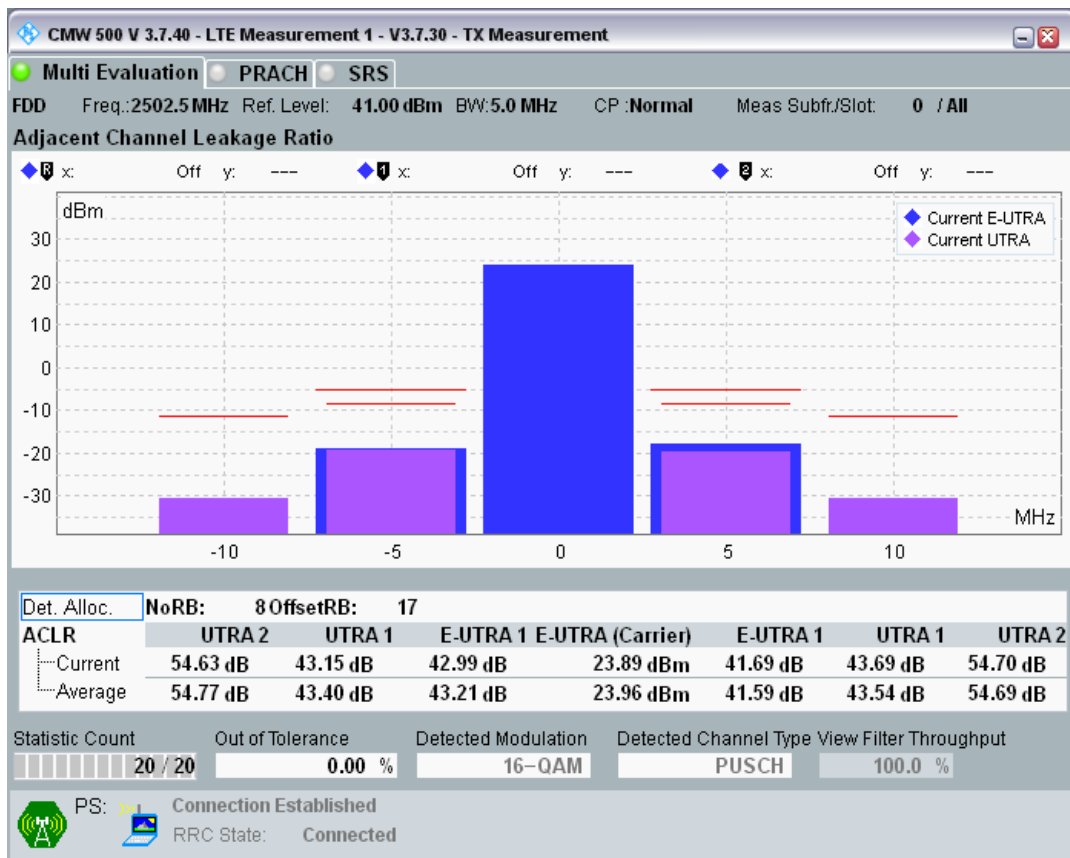 CMW 500 V 3.7.40 - LTE Measurement 1 - V3.7.30 - TX Measurement
Multi Evaluation PRACH SRS
FDD Freq.:2502.5 MHz Ref. Level: 41.00 dBm BW:5.0 MHz CP :Normal Meas Subfr./Slot: 0 / All
Adjacent Channel Leakage Ratio
R x: Off y: --- 1 x: Off y: --- 2 x: Off y: ---
dBm
Current E-UTRA
Current UTRA
30
20
10
0
-10
-20
-30
MHz
-10 -5 0 5 10
Det. Alloc. NoRB: 8 OffsetRB: 17
ACLR UTRA 2 UTRA 1 E-UTRA 1 E-UTRA (Carrier) E-UTRA 1 UTRA 1 UTRA 2
Current 54.63 dB 43.15 dB 42.99 dB 23.89 dBm 41.69 dB 43.69 dB 54.70 dB
Average 54.77 dB 43.40 dB 43.21 dB 23.96 dBm 41.59 dB 43.54 dB 54.69 dB
Statistic Count Out of Tolerance Detected Modulation Detected Channel Type View Filter Throughput
20 / 20 0.00 % 16-QAM PUSCH 100.0 %
PS: Connection Established
RRC State: Connected